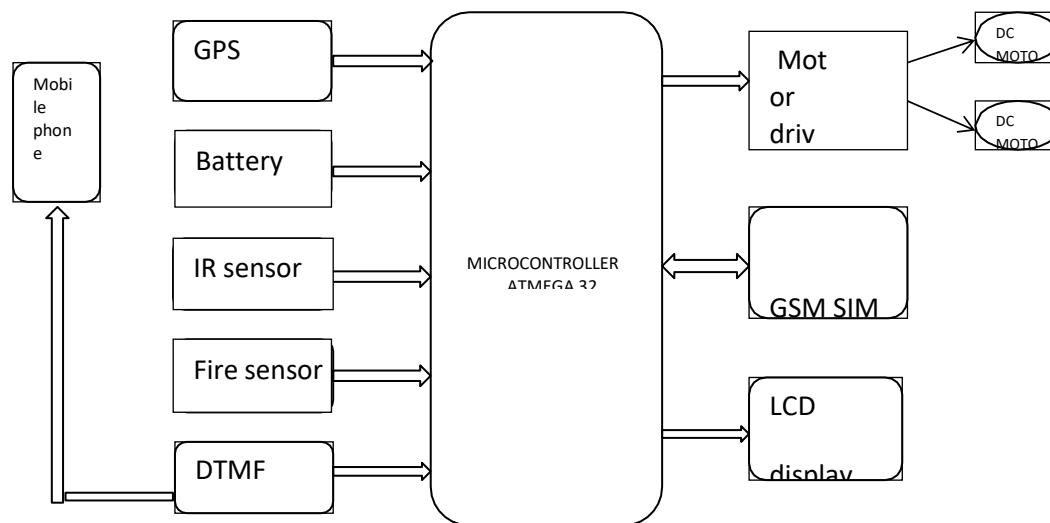 Mobi
le
phon
e
GPS
Battery
IR sensor
Fire sensor
DTMF
MICROCONTROLLER
ATMEGA 32
Mot
or
driv
DC
MOTO
DC
MOTO
GSM SIM
LCD
display